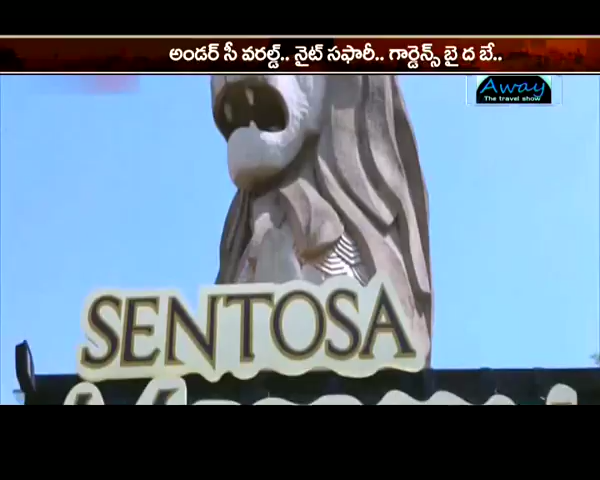 అండర్ సీ వరల్డ్.. నైట్ సఫారీ.. గార్డెన్స్ బై ద బే..
Away
The travel show
SENTOSA